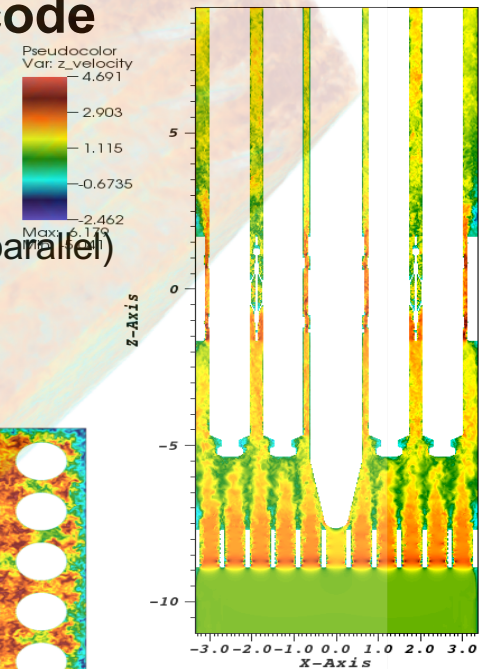 code
Pseudocolor
Var: z_velocity
4.691
2.903
1.115
-0.6735
-2.462
Max: 6.179
parallel)
5
0
-5
-10
Z-Axis
-3.0 -2.0 -1.0 0.0 1.0 2.0 3.0
X-Axis